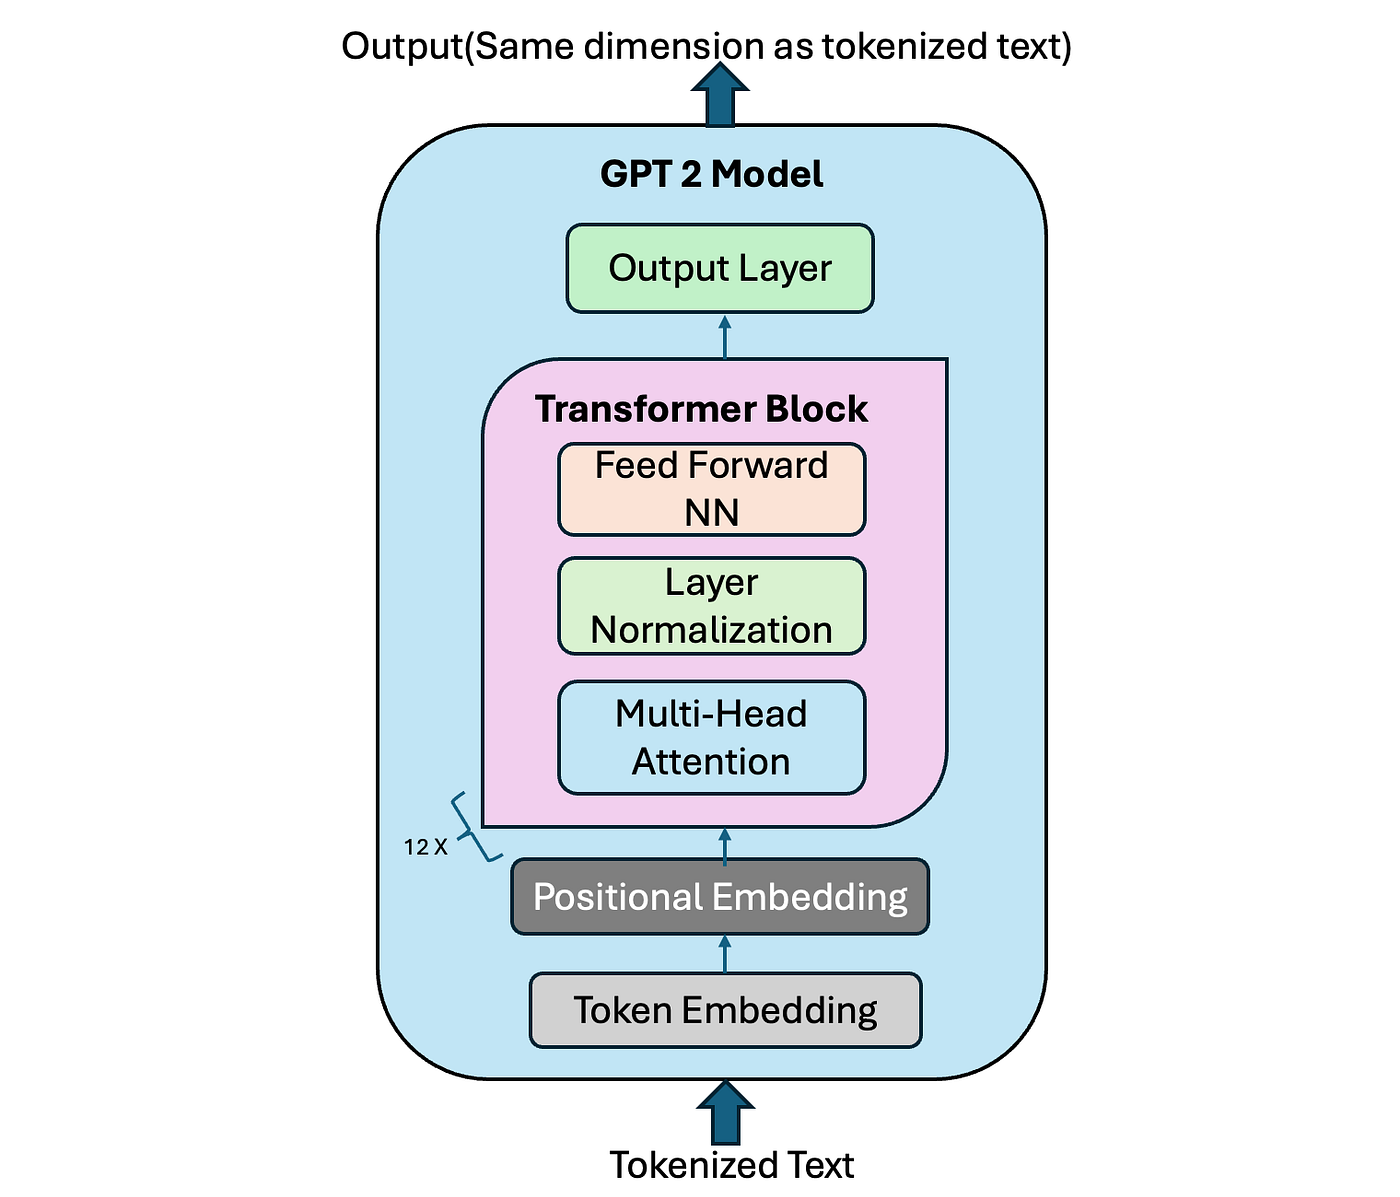 Output(Same dimension as tokenized text)
GPT 2 Model
Output Layer
Transformer Block
Feed Forward
NN
Layer
Normalization
Multi-Head
Attention
12 X
Positional Embedding
Token Embedding
Tokenized Text